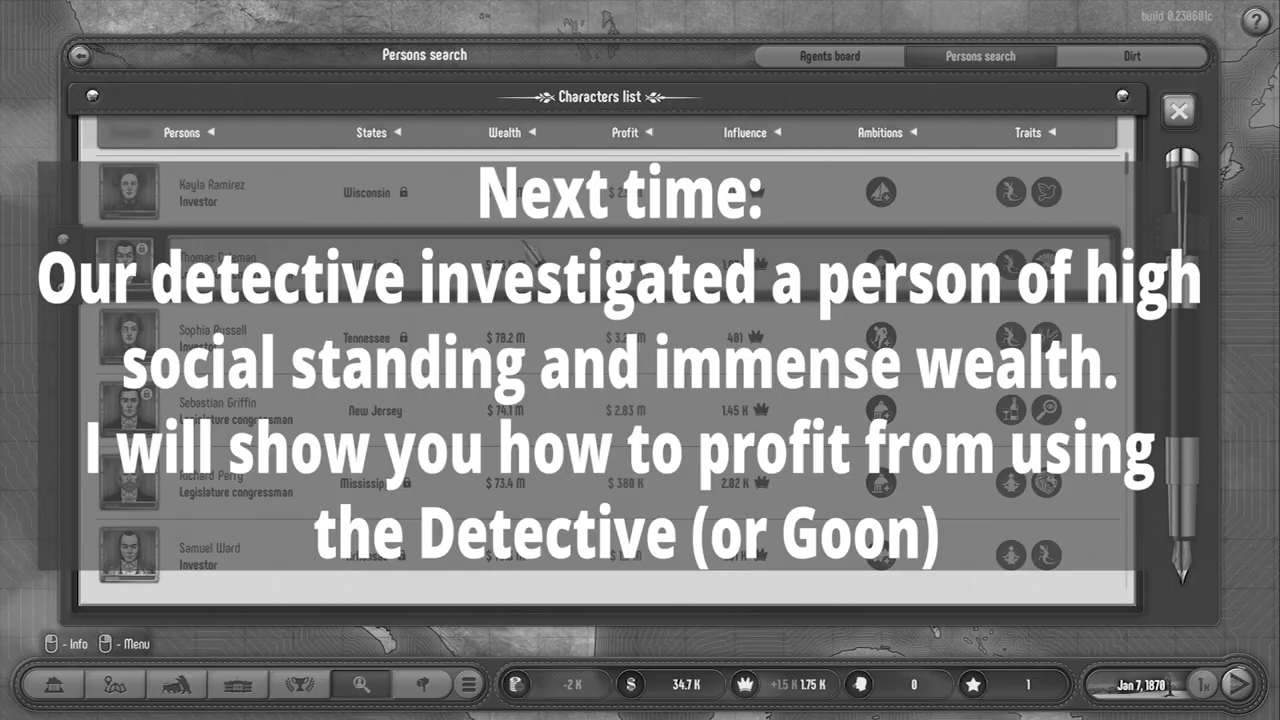 build 0.230601c
?
Persons search
Agents board
Persons search
Dirt
Characters list
Persons
States
Wealth
Profit
Influence
Ambitions
Traits
Kayla Ramirez
Investor
Wisconsin
Next time:
Our detective investigated a person of high
social standing and immense wealth.
I will show you how to profit from using
the Detective (or Goon)
Sophia Russell
Investor
Tennessee
$ 78.2 M
401
Sebastian Griffin
Legislature congressman
New Jersey
$ 74.1 M
$ 2.83 M
1.45 K
Richard Perry
Legislature congressman
Mississippi
$ 73.4 M
$ 380 K
2.02 K
Samuel Ward
Investor
- Info
- Menu
-2 K
34.7 K
+1.5 K 1.75 K
0
1
Jan 7, 1870
1x